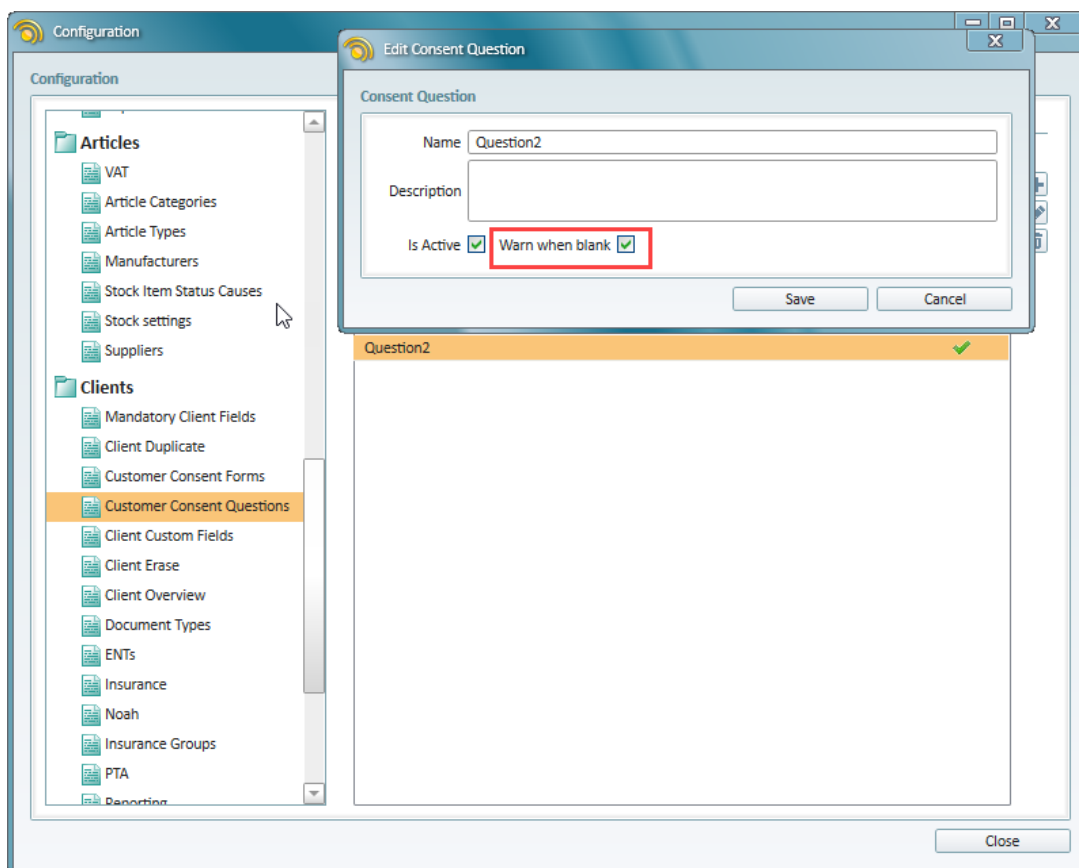 Configuration
Edit Consent Question
Configuration
Consent Question
Name Question2
Description
Is Active Warn when blank
Save Cancel
Question2
Articles
VAT
Article Categories
Article Types
Manufacturers
Stock Item Status Causes
Stock settings
Suppliers
Clients
Mandatory Client Fields
Client Duplicate
Customer Consent Forms
Customer Consent Questions
Client Custom Fields
Client Erase
Client Overview
Document Types
ENTs
Insurance
Noah
Insurance Groups
PTA
Reporting
Close